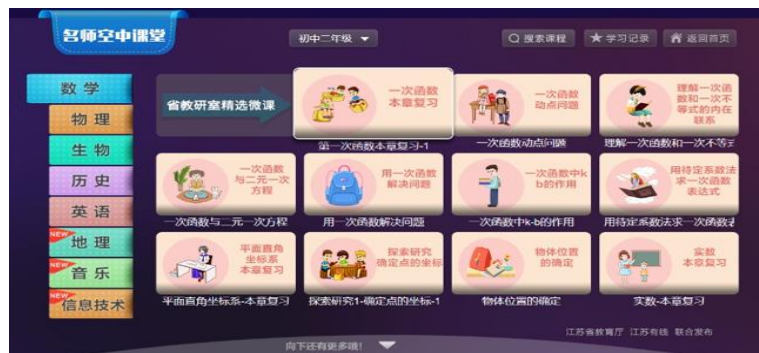 名师空中课堂
初中二年级
搜索课程
学习记录
返回首页
数学
物理
生物
历史
英语
NEW
地理
NEW
音乐
NEW
信息技术
省教研室精选微课
一次函数
本章复习
第一次函数本章复习-1
一次函数
动点问题
一次函数动点问题
理解一次函
数和一次不
等式的内在
联系
理解一次函数和一次不等式
一次函数
与二元一次
方程
一次函数与二元一次方程
用一次函数
解决问题
用一次函数解决问题
一次函数中k
b的作用
一次函数中k-b的作用
用待定系数法
求一次函数
表达式
用待定系数法求一次函数表
平面直角
坐标系
本章复习
平面直角坐标系-本章复习
探索研究
确定点的坐标
探索研究1-确定点的坐标-1
物体位置
的确定
物体位置的确定
实数
本章复习
实数-本章复习
江苏省教育厅 江苏有线 联合发布
向下还有更多哦!